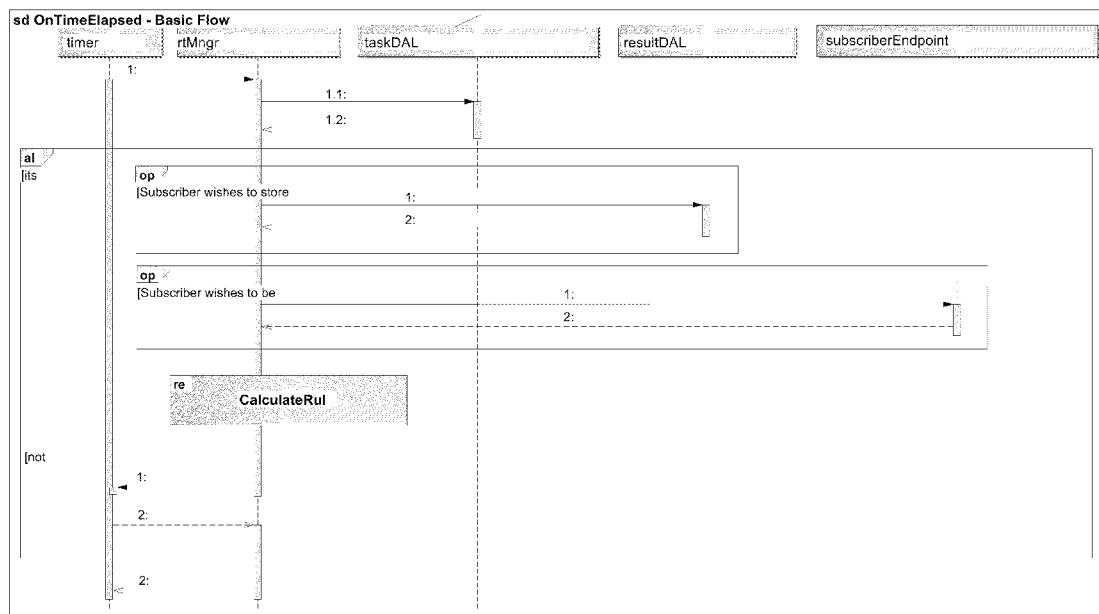 sd OnTimeElapsed - Basic Flow
timer
rtMngr
taskDAL
resultDAL
subscriberEndpoint
1:
1.1:
1.2:
al
[its
op
[Subscriber wishes to store
1:
2:
op
[Subscriber wishes to be
1:
2:
re
CalculateRul
[not
1:
2:
2: